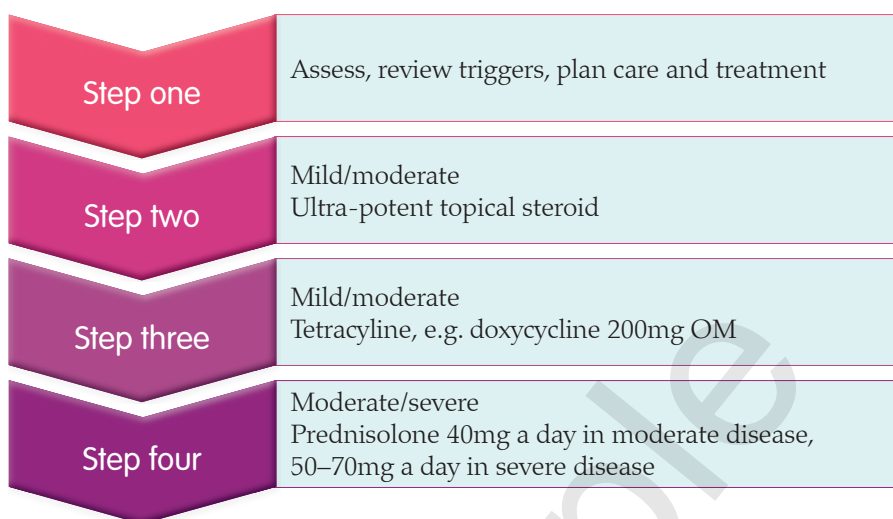 Step one
Assess, review triggers, plan care and treatment
Step two
Mild/moderate
Ultra-potent topical steroid
Step three
Mild/moderate
Tetracyline, e.g. doxycycline 200mg OM
Step four
Moderate/severe
Prednisolone 40mg a day in moderate disease,
50–70mg a day in severe disease